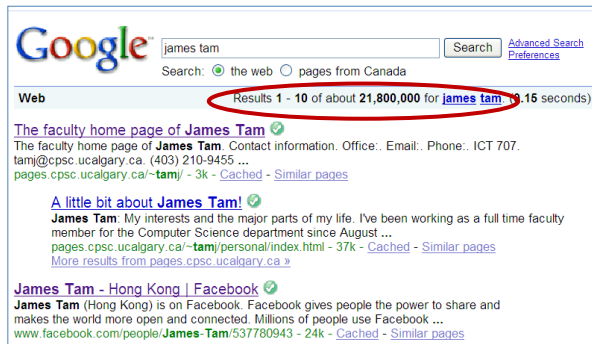 Google™ james tam Search Advanced Search
Preferences
Search: the web pages from Canada
Web Results 1 - 10 of about 21,800,000 for james tam. (0.15 seconds)
The faculty home page of James Tam
The faculty home page of James Tam. Contact information. Office:. Email:. Phone:. ICT 707.
tamj@cpsc.ucalgary.ca. (403) 210-9455 ...
pages.cpsc.ucalgary.ca/~tamj/ - 3k - Cached - Similar pages
A little bit about James Tam!
James Tam: My interests and the major parts of my life. I've been working as a full time faculty
member for the Computer Science department since August ...
pages.cpsc.ucalgary.ca/~tamj/personal/index.html - 37k - Cached - Similar pages
More results from pages.cpsc.ucalgary.ca »
James Tam - Hong Kong | Facebook
James Tam (Hong Kong) is on Facebook. Facebook gives people the power to share and
makes the world more open and connected. Millions of people use Facebook ...
www.facebook.com/people/James-Tam/537780943 - 24k - Cached - Similar pages